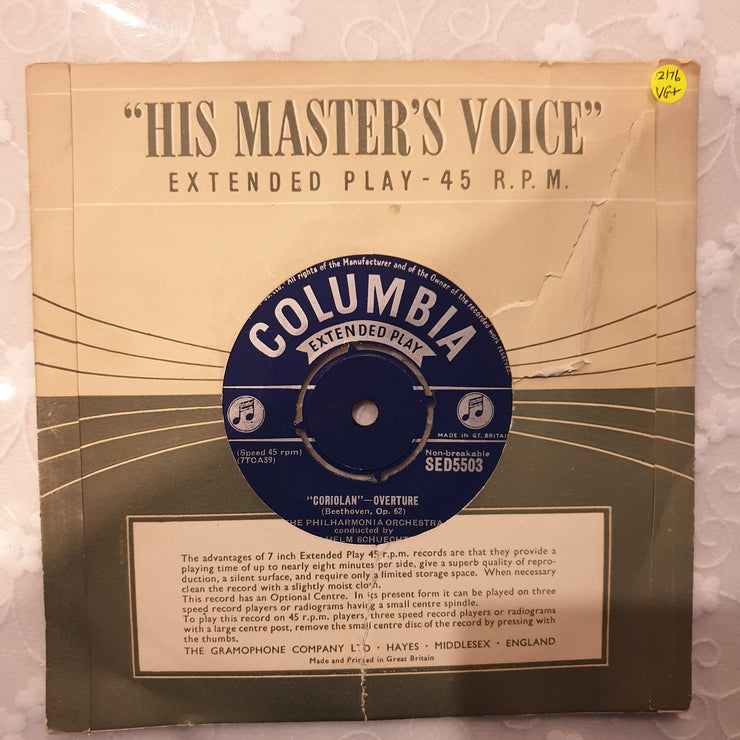 2176
VG+
"HIS MASTER'S VOICE"
EXTENDED PLAY - 45 R.P.M.
All rights of the Manufacturer and of the Owner of the recorded work reserved
COLUMBIA
EXTENDED PLAY
MADE IN GT. BRITAI
(Speed 45 rpm)
(7TCA39)
Non-breakable
SED5503
"CORIOLAN"—OVERTURE
(Beethoven, Op. 62)
HE PHILHARMONIA ORCHESTRA
conducted by
HELM SCHUECHT
The advantages of 7 inch Extended Play 45 r.p.m. records are that they provide a
playing time of up to nearly eight minutes per side, give a superb quality of repro-
duction, a silent surface, and require only a limited storage space. When necessary
clean the record with a slightly moist cloth.
This record has an Optional Centre. In its present form it can be played on three
speed record players or radiograms having a small centre spindle.
To play this record on 45 r.p.m. players, three speed record players or radiograms
with a large centre post, remove the small centre disc of the record by pressing with
the thumbs.
THE GRAMOPHONE COMPANY LTD · HAYES · MIDDLESEX · ENGLAND
Made and Printed in Great Britain